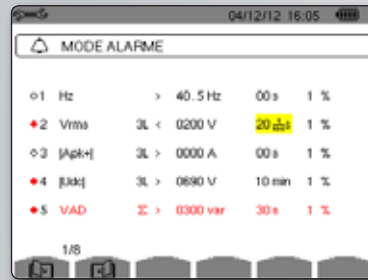 04/12/12 16:05
MODE ALARME
1 Hz > 40.5 Hz 00 s 1 %
2 Vrms 3L < 0200 V 20 s 1 %
3 |Apk+| 3L > 0000 A 00 s 1 %
4 |Udc| 3L > 0690 V 10 min 1 %
5 VAD Σ > 0300 var 30 s 1 %
1/8